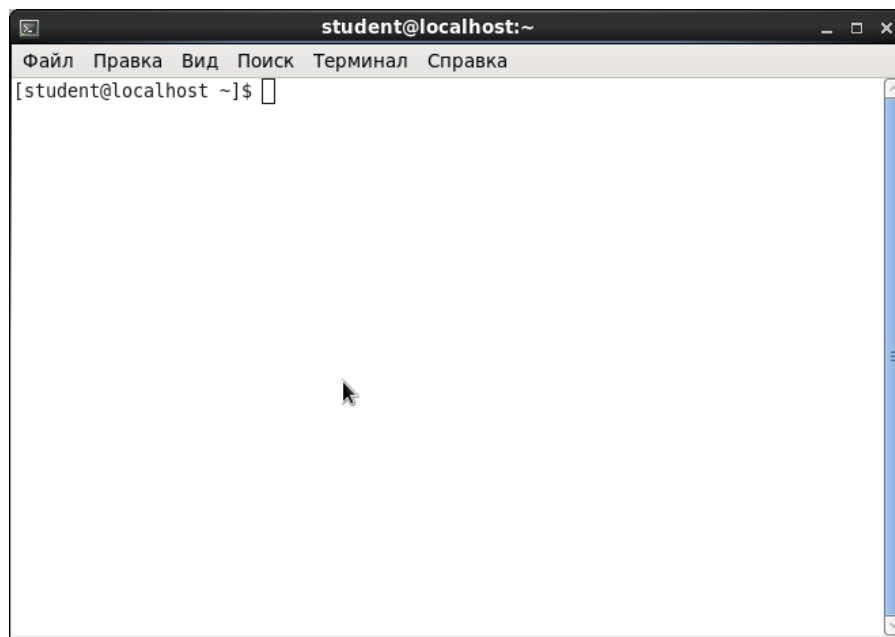 student@localhost:~
Файл Правка Вид Поиск Терминал Справка
[student@localhost ~]$